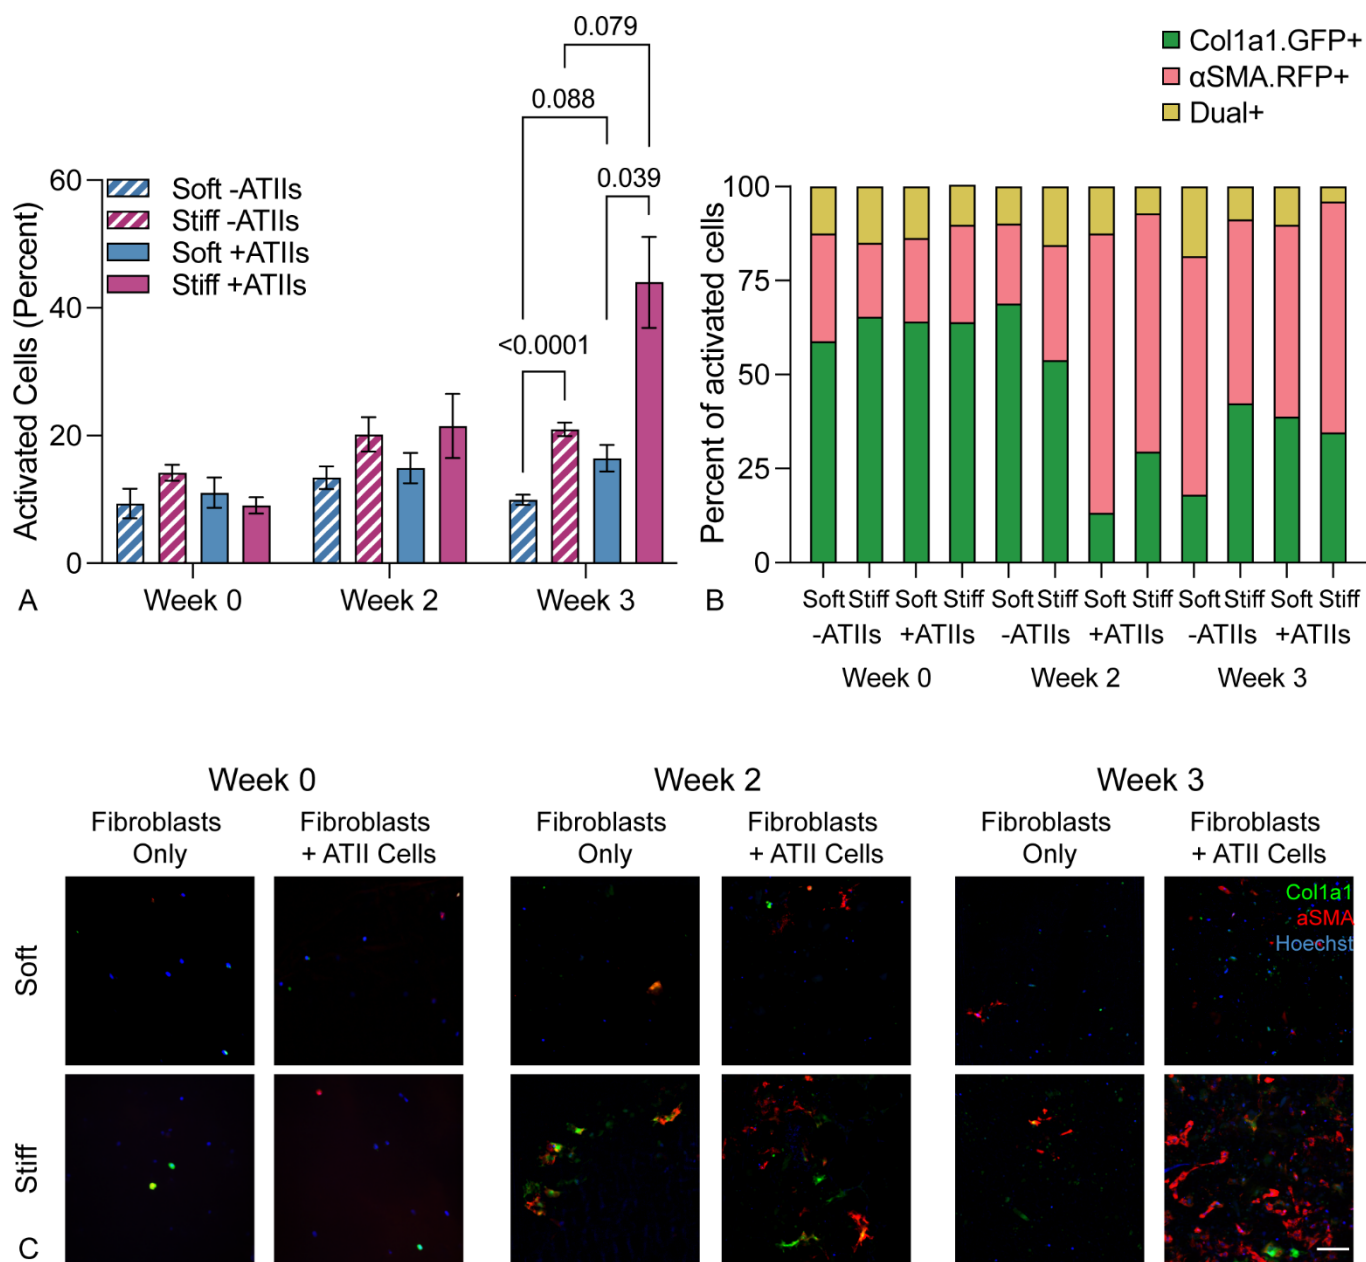 0.079
0.088
0.039
<0.0001
60
40
20
0
Activated Cells (Percent)
Soft -ATIIs
Stiff -ATIIs
Soft +ATIIs
Stiff +ATIIs
Week 0
Week 2
Week 3
A
Col1a1.GFP+
αSMA.RFP+
Dual+
100
75
50
25
0
Percent of activated cells
Soft Stiff Soft Stiff Soft Stiff Soft Stiff Soft Stiff Soft Stiff
-ATIIs +ATIIs -ATIIs +ATIIs -ATIIs +ATIIs
Week 0 Week 2 Week 3
B
Week 0
Week 2
Week 3
Fibroblasts
Only
Fibroblasts
+ ATII Cells
Fibroblasts
Only
Fibroblasts
+ ATII Cells
Fibroblasts
Only
Fibroblasts
+ ATII Cells
Soft
Col1a1
aSMA
Hoechst
Stiff
C